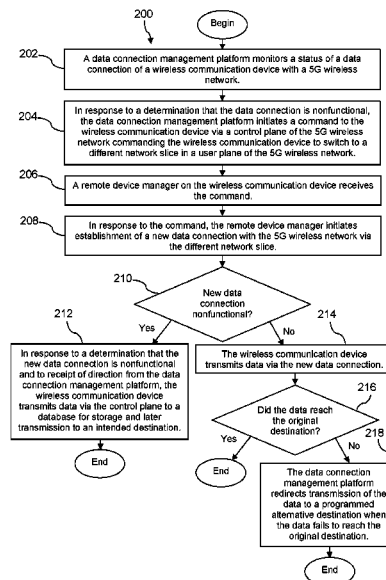 200
Begin
202
A data connection management platform monitors a status of a data
connection of a wireless communication device with a 5G wireless
network.
204
In response to a determination that the data connection is nonfunctional,
the data connection management platform initiates a command to
the wireless communication device via a control plane of the 5G wireless
network commanding the wireless communication device to switch to a
different network slice in a user plane of the 5G wireless network.
206
A remote device manager on the wireless communication device receives
the command.
208
In response to the command, the remote device manager initiates
establishment of a new data connection with the 5G wireless network via
the different network slice.
210
New data
connection
nonfunctional?
Yes
No
212
In response to a determination that the
new data connection is nonfunctional
and to receipt of direction from the data
connection management platform, the
wireless communication device
transmits data via the control plane to a
database for storage and later
transmission to an intended destination.
End
214
The wireless communication device
transmits data via the new data connection.
216
Did the data reach
the original
destination?
Yes
No
End
218
The data connection
management platform
redirects transmission of the
data to a programmed
alternative destination when
the data fails to reach the
original destination.
End